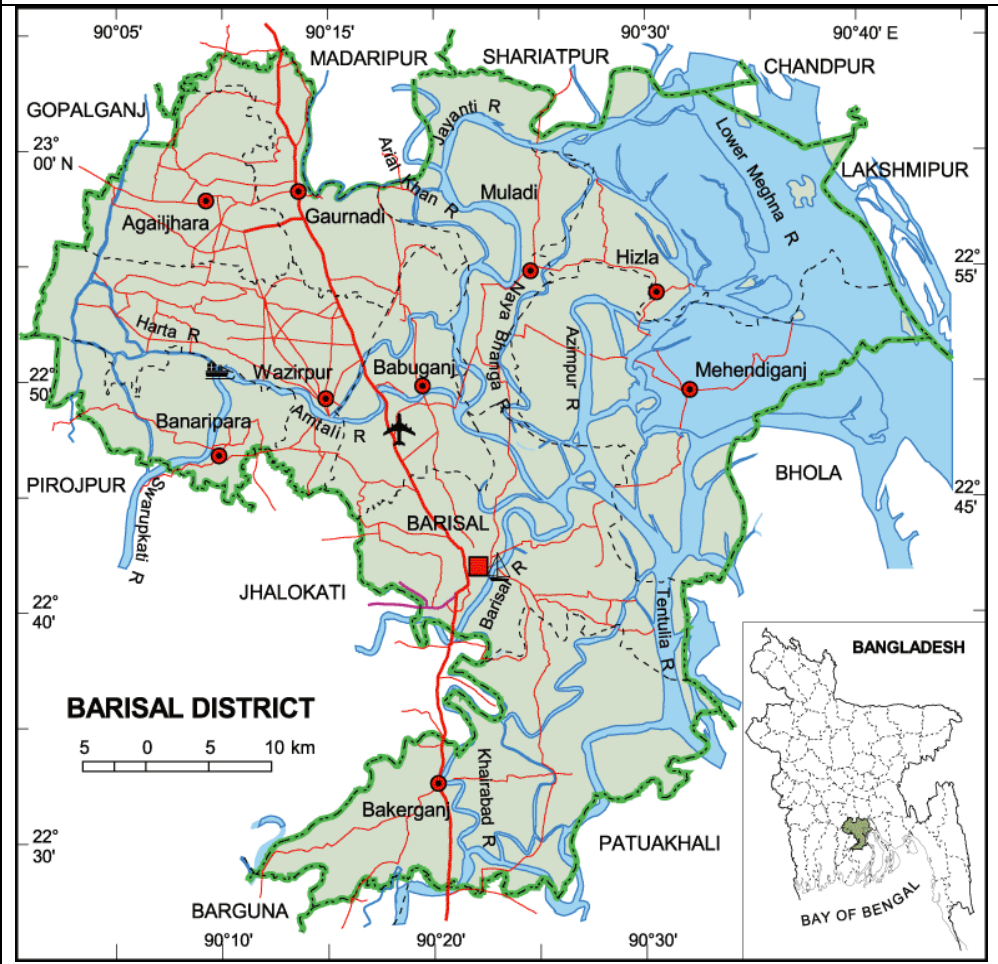 90°05'
90°15'
90°30'
90°40' E
MADARIPUR
SHARIATPUR
CHANDPUR
GOPALGANJ
Jayanti R
23°
00' N
Arial Khan R
Lower Meghna R
LAKSHMIPUR
Muladi
Agailjhara
Gaurnadi
Hizla
22°
55'
Naya Bhanga R
Harta R
Azimpur R
22°
50'
Wazirpur
Babuganj
Mehendiganj
Amtali R
Banaripara
PIROJPUR
Swarupkati R
BHOLA
22°
45'
BARISAL
Barisal R
JHALOKATI
22°
40'
Tentulia R
BANGLADESH
BARISAL DISTRICT
5 0 5 10 km
Khairabad R
Bakerganj
22°
30'
PATUAKHALI
BARGUNA
BAY OF BENGAL
90°10'
90°20'
90°30'